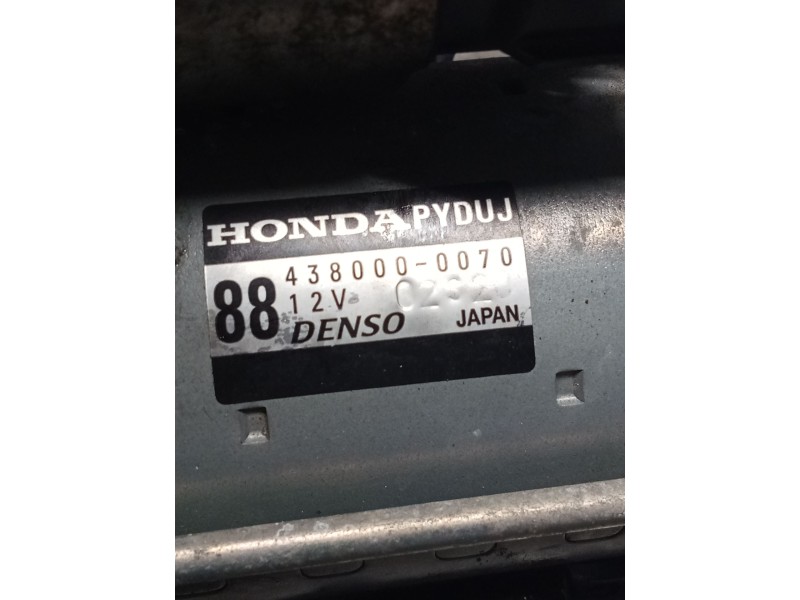 HONDA PYDUJ
88 438000-0070
12V
DENSO JAPAN